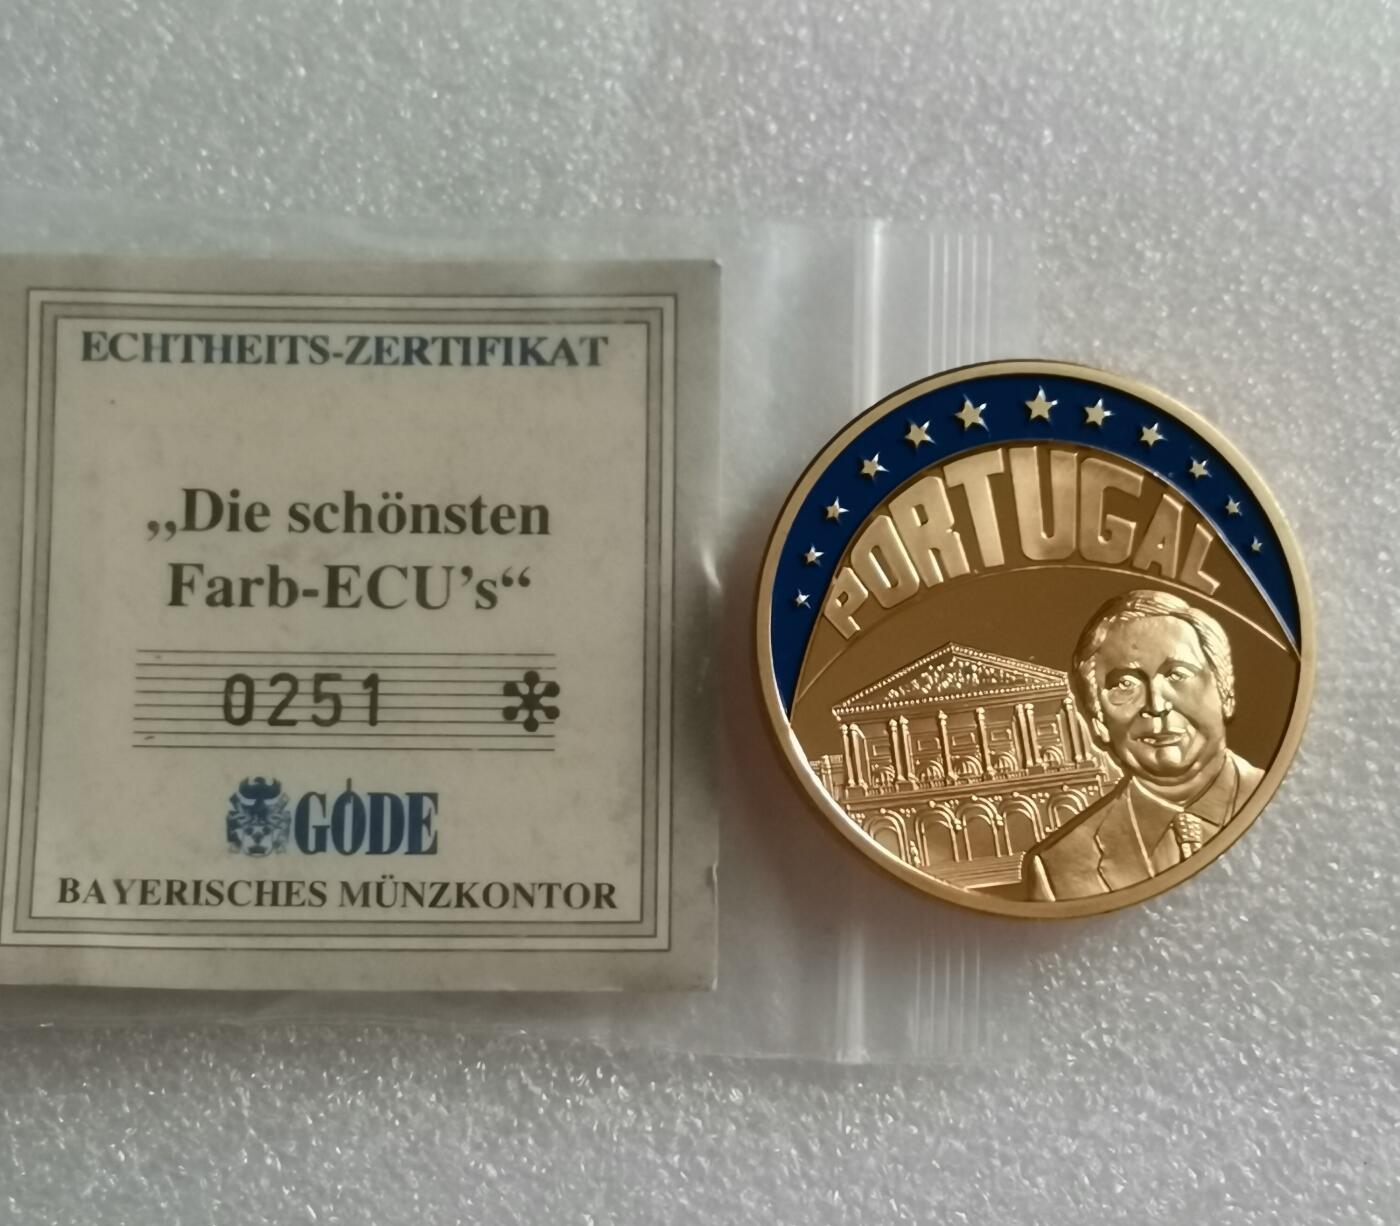 ECHTHEITS-ZERTIFIKAT
„Die schönsten
Farb-ECU’s“
0251
GÖDE
BAYERISCHES MÜNZKONTOR
PORTUGAL